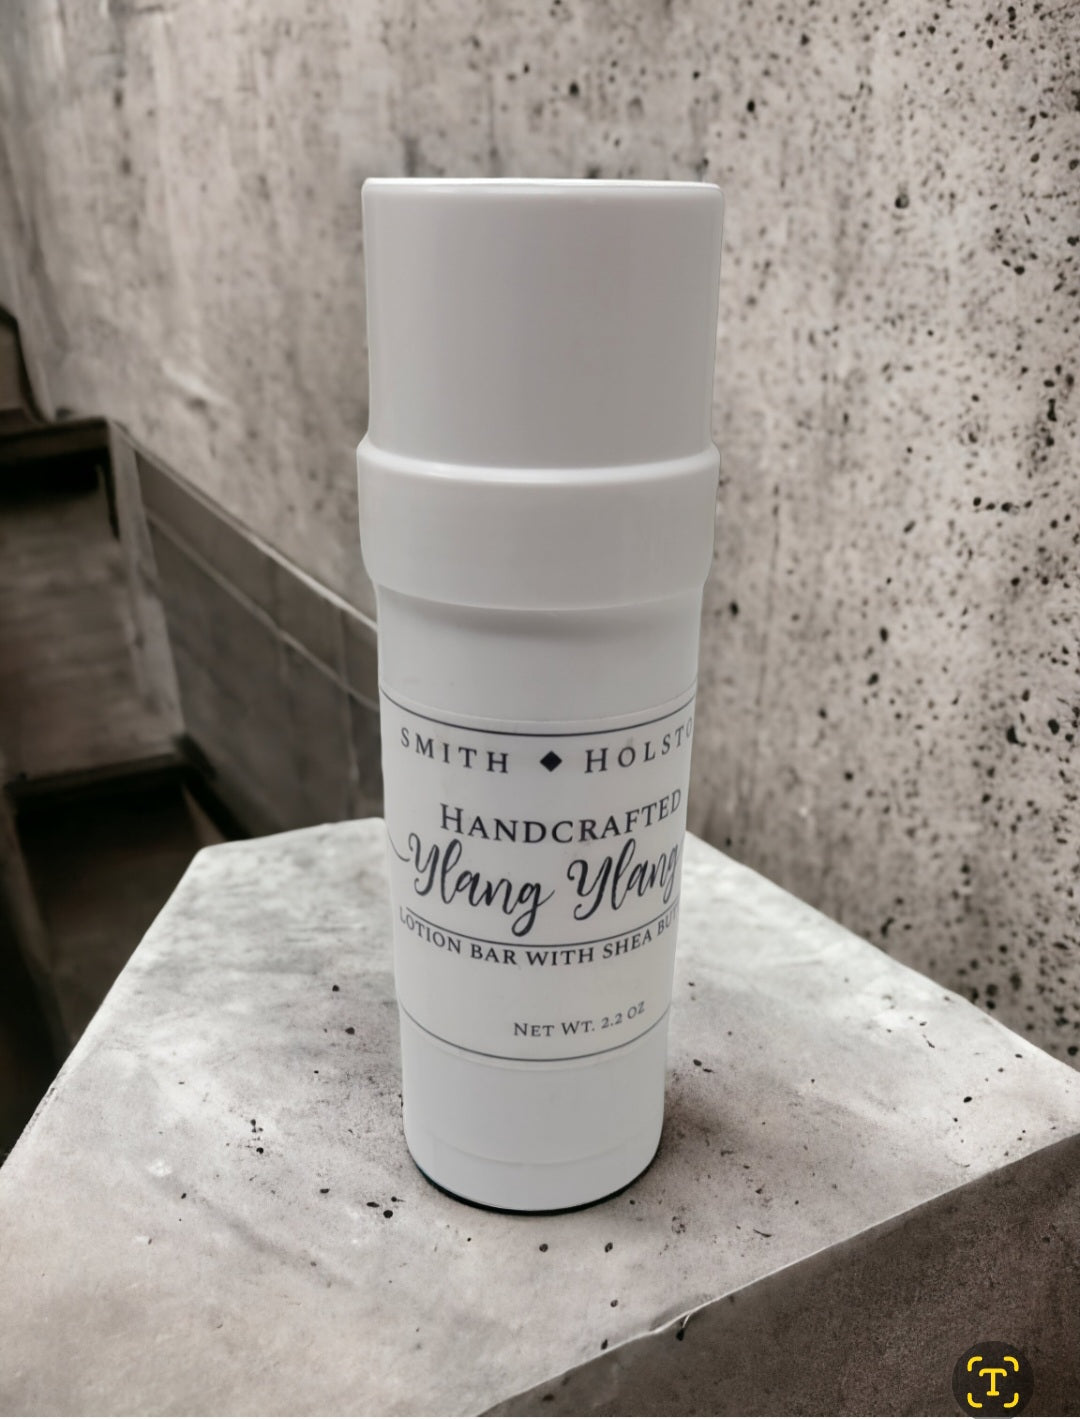 SMITH ◆ HOLSTO
HANDCRAFTED
Ylang Ylang
LOTION BAR WITH SHEA BUT
NET WT. 2.2 OZ
T